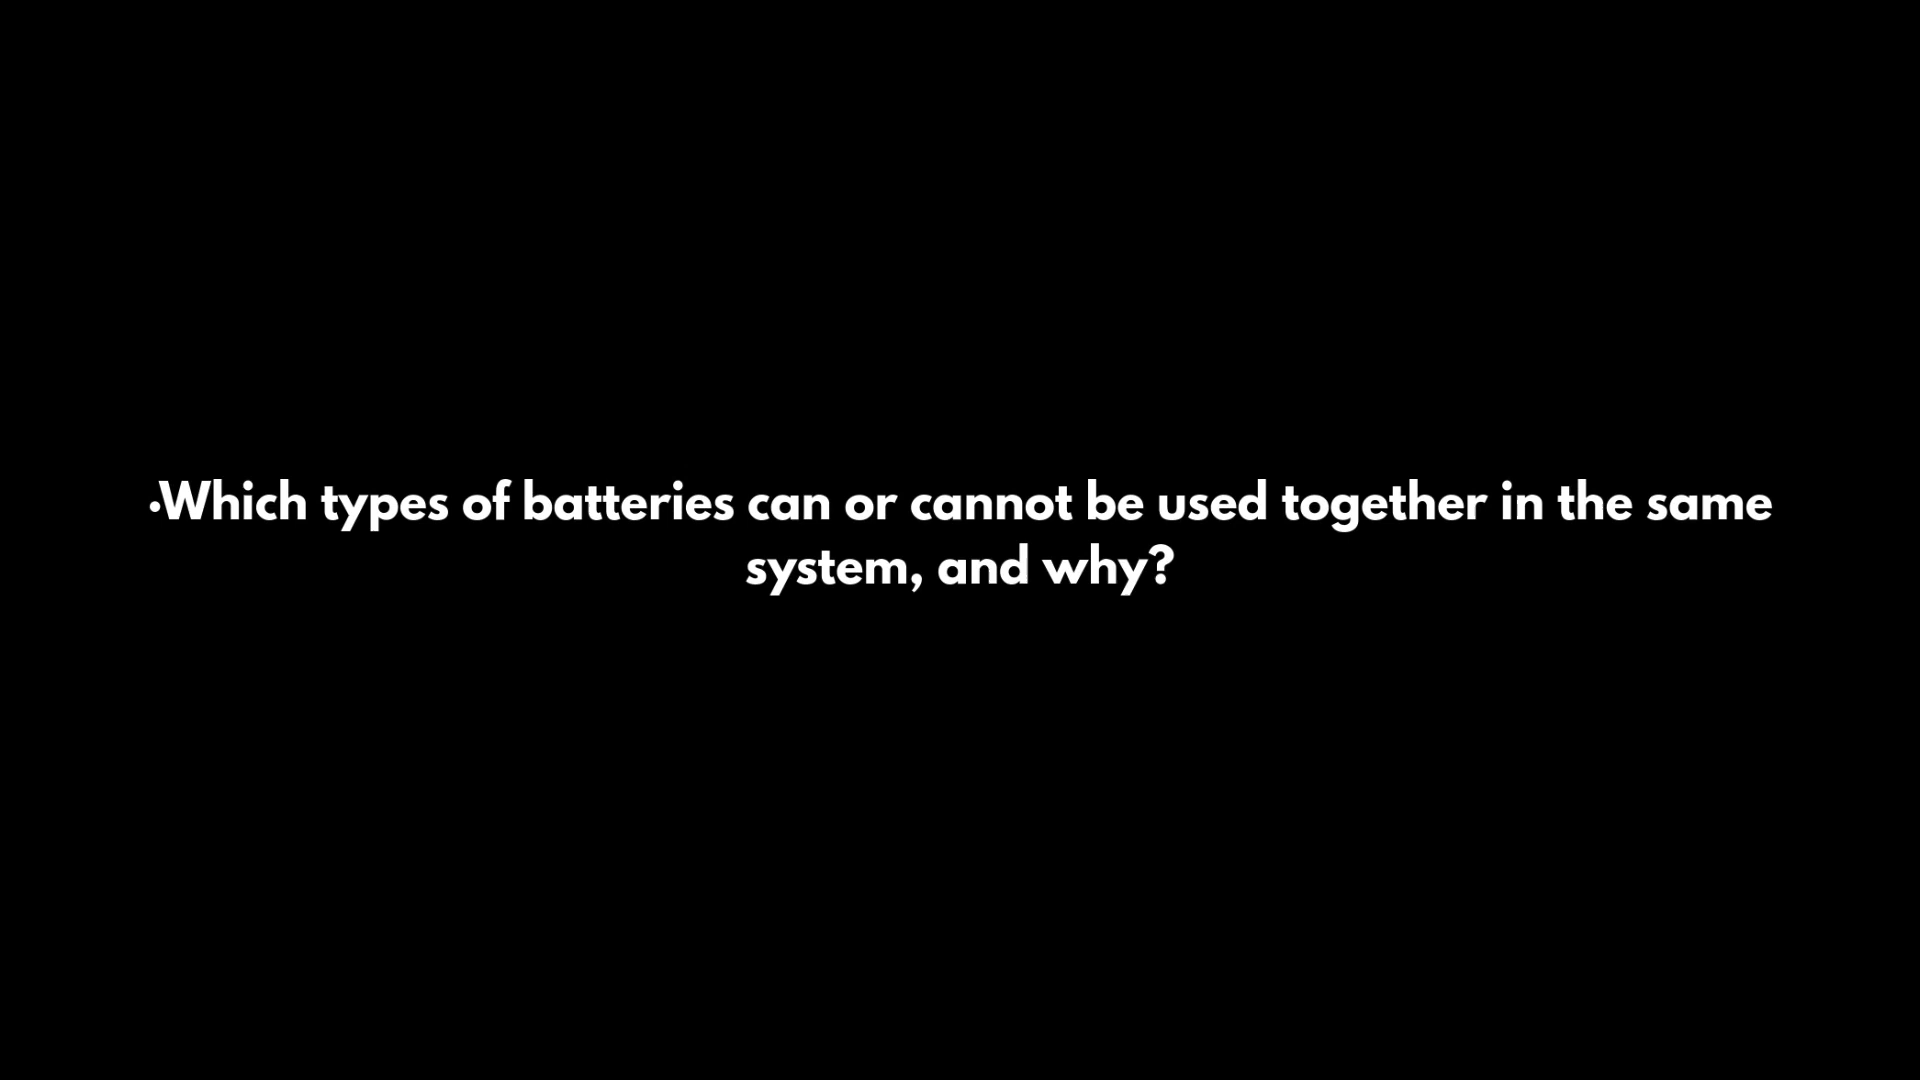 •Which types of batteries can or cannot be used together in the same
system, and why?